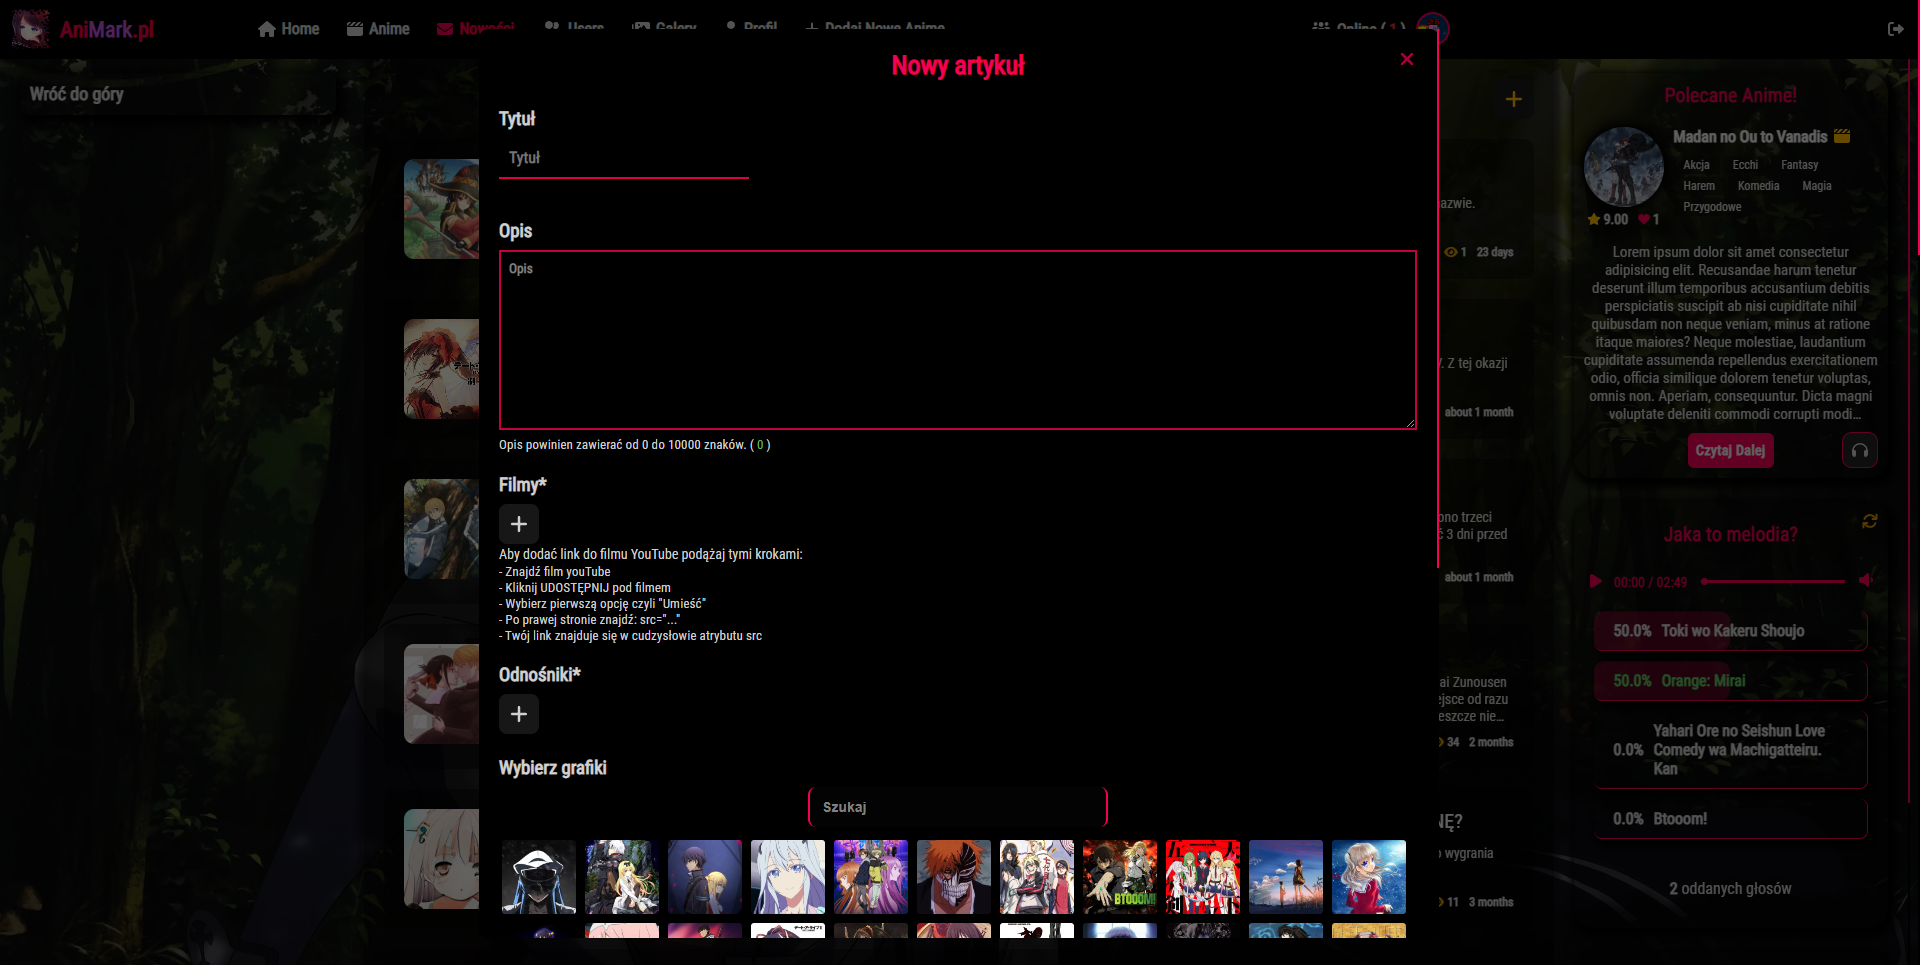 AniMark.pl
Home
Anime
Nowości
Users
Galery
Profil
Dodaj Nowe Anime
Online ( 1 )
Wróć do góry
Nowy artykuł
Tytuł
Tytuł
Opis
Opis
Opis powinien zawierać od 0 do 10000 znaków. ( 0 )
Filmy*
Aby dodać link do filmu YouTube podążaj tymi krokami:
- Znajdź film youTube
- Kliknij UDOSTĘPNIJ pod filmem
- Wybierz pierwszą opcję czyli "Umieść"
- Po prawej stronie znajdź: src="..."
- Twój link znajduje się w cudzysłowie atrybutu src
Odnośniki*
Wybierz grafiki
Szukaj
BTOOOM!
azwie.
1 23 days
. Z tej okazji
about 1 month
ono trzeci
ć 3 dni przed
about 1 month
ai Zunousen
ejsce od razu
eszcze nie...
34 2 months
NĘ?
o wygrania
11 3 months
Polecane Anime!
Madan no Ou to Vanadis
Akcja Ecchi Fantasy
Harem Komedia Magia
Przygodowe
9.00 1
Lorem ipsum dolor sit amet consectetur
adipisicing elit. Recusandae harum tenetur
deserunt illum temporibus accusantium debitis
perspiciatis suscipit ab nisi cupiditate nihil
quibusdam non neque veniam, minus at ratione
itaque maiores? Neque molestiae, laudantium
cupiditate assumenda repellendus exercitationem
odio, officia similique dolorem tenetur voluptas,
omnis non. Aperiam, consequuntur. Dicta magni
voluptate deleniti commodi corrupti modi...
Czytaj Dalej
Jaka to melodia?
00:00 / 02:49
50.0% Toki wo Kakeru Shoujo
50.0% Orange: Mirai
0.0% Yahari Ore no Seishun Love
Comedy wa Machigatteiru.
Kan
0.0% Btooom!
2 oddanych głosów